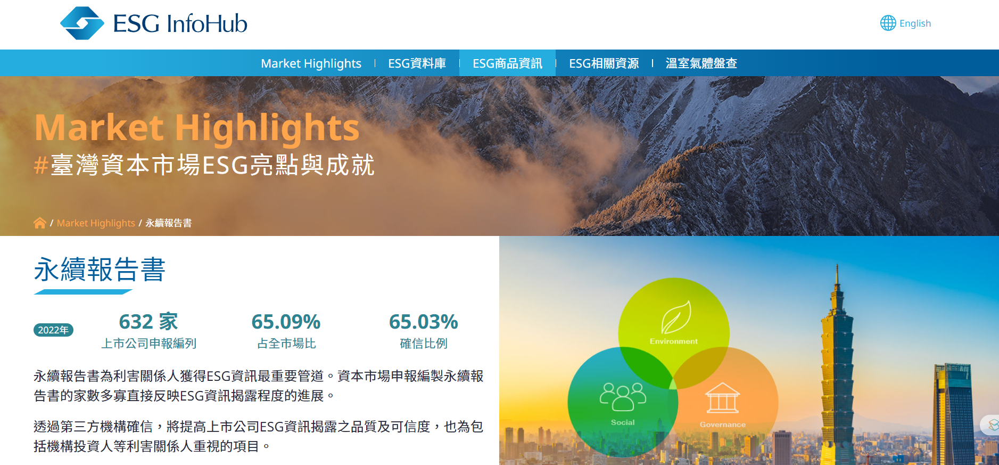 ESG InfoHub
English
Market Highlights
ESG資料庫
ESG商品資訊
ESG相關資源
溫室氣體盤查
Market Highlights
#臺灣資本市場ESG亮點與成就
/ Market Highlights / 永續報告書
永續報告書
2022年
632 家
上市公司申報編列
65.09%
占全市場比
65.03%
確信比例
永續報告書為利害關係人獲得ESG資訊最重要管道。資本市場申報編製永續報
告書的家數多寡直接反映ESG資訊揭露程度的進展。
透過第三方機構確信，將提高上市公司ESG資訊揭露之品質及可信度，也為包
括機構投資人等利害關係人重視的項目。
Environment
Social
Governance